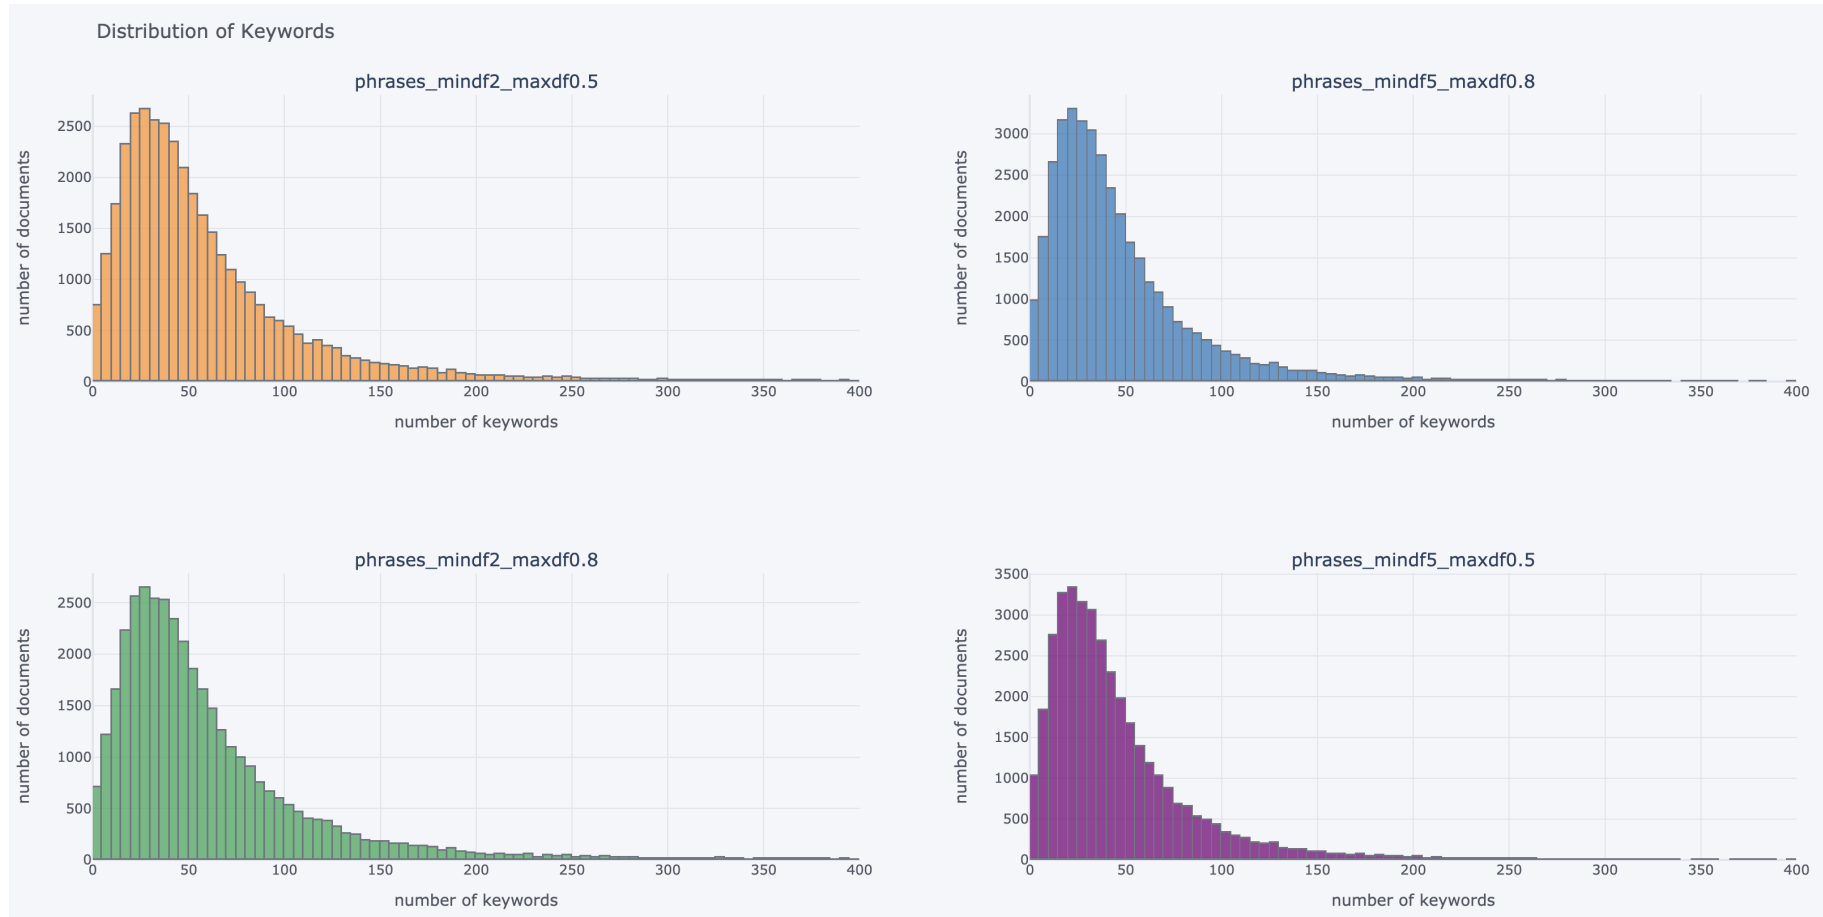 Distribution of Keywords
phrases_mindf2_maxdf0.5
number of documents
2500
2000
1500
1000
500
0
0 50 100 150 200 250 300 350 400
number of keywords
phrases_mindf5_maxdf0.8
number of documents
3000
2500
2000
1500
1000
500
0
0 50 100 150 200 250 300 350 400
number of keywords
phrases_mindf2_maxdf0.8
number of documents
2500
2000
1500
1000
500
0
0 50 100 150 200 250 300 350 400
number of keywords
phrases_mindf5_maxdf0.5
number of documents
3500
3000
2500
2000
1500
1000
500
0
0 50 100 150 200 250 300 350 400
number of keywords